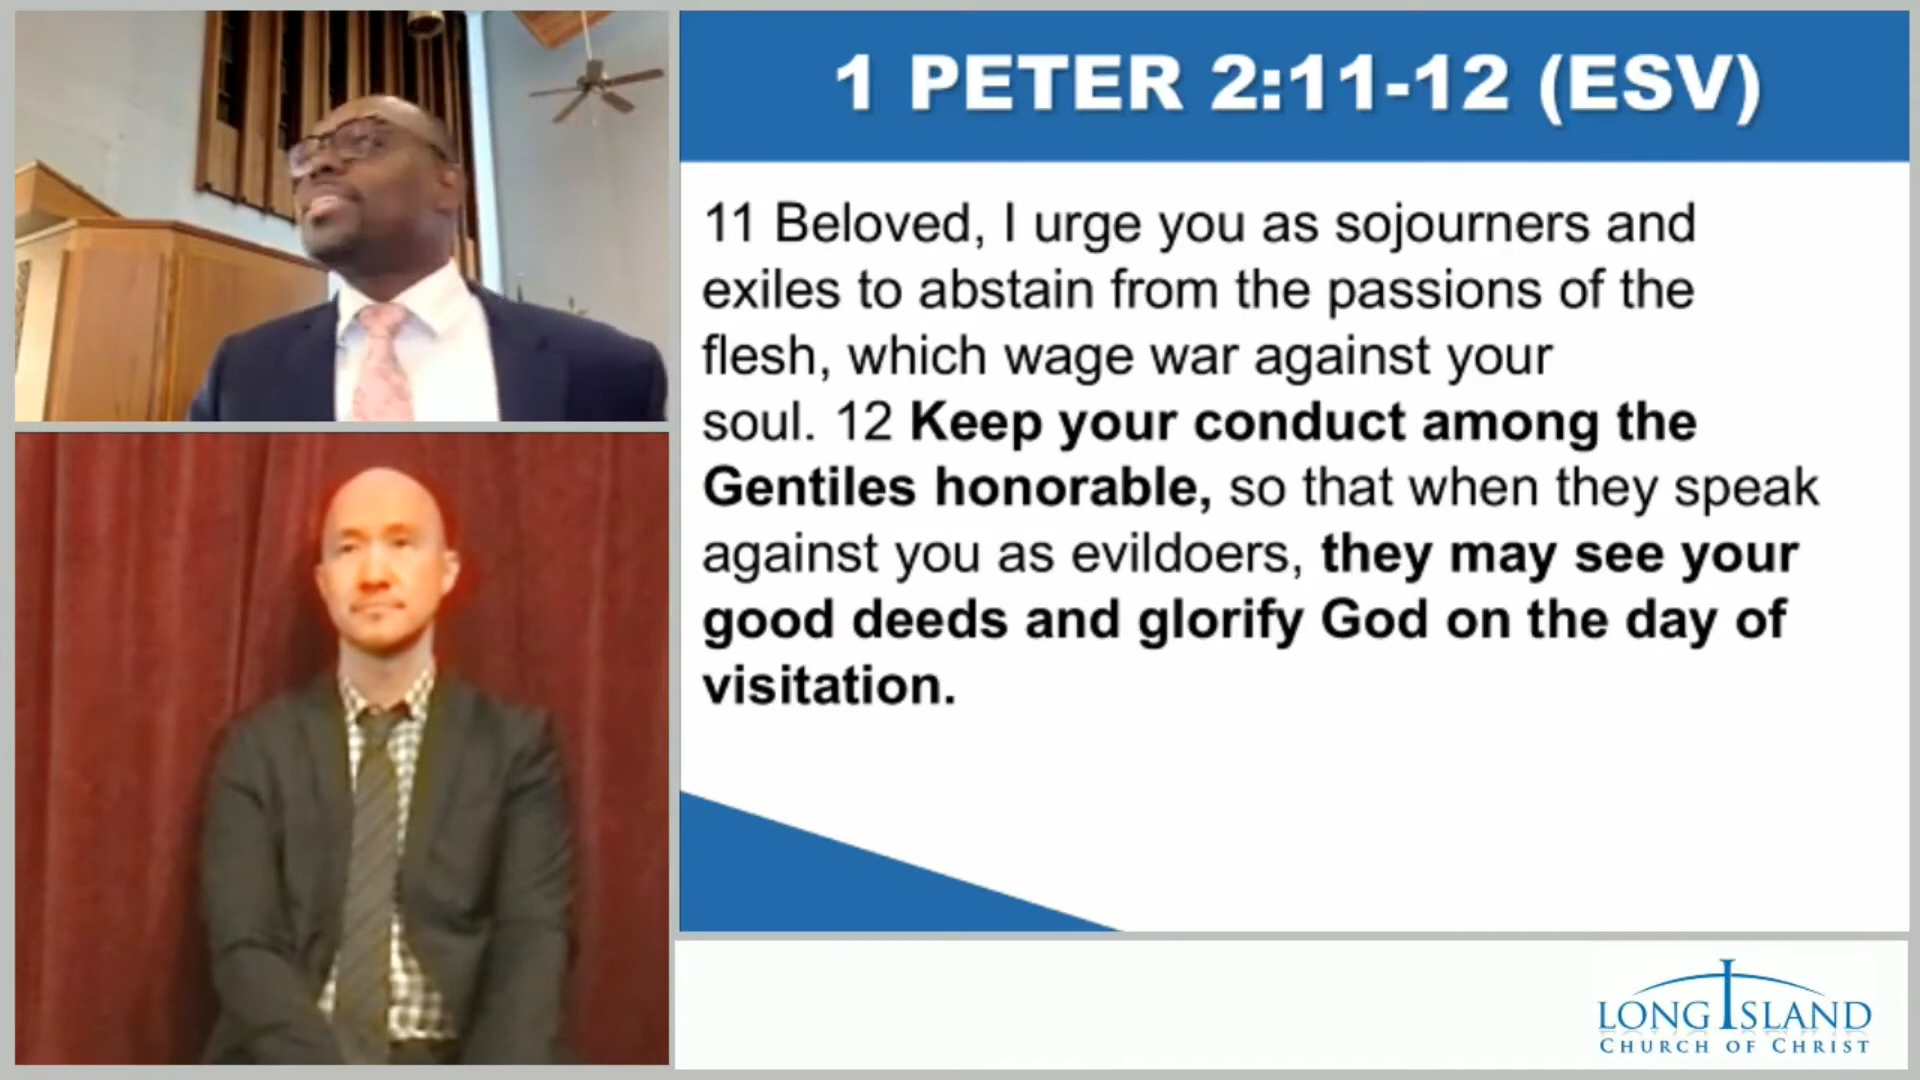 1 PETER 2:11-12 (ESV)
11 Beloved, I urge you as sojourners and
exiles to abstain from the passions of the
flesh, which wage war against your
soul. 12 Keep your conduct among the
Gentiles honorable, so that when they speak
against you as evildoers, they may see your
good deeds and glorify God on the day of
visitation.
LONG ISLAND
CHURCH OF CHRIST